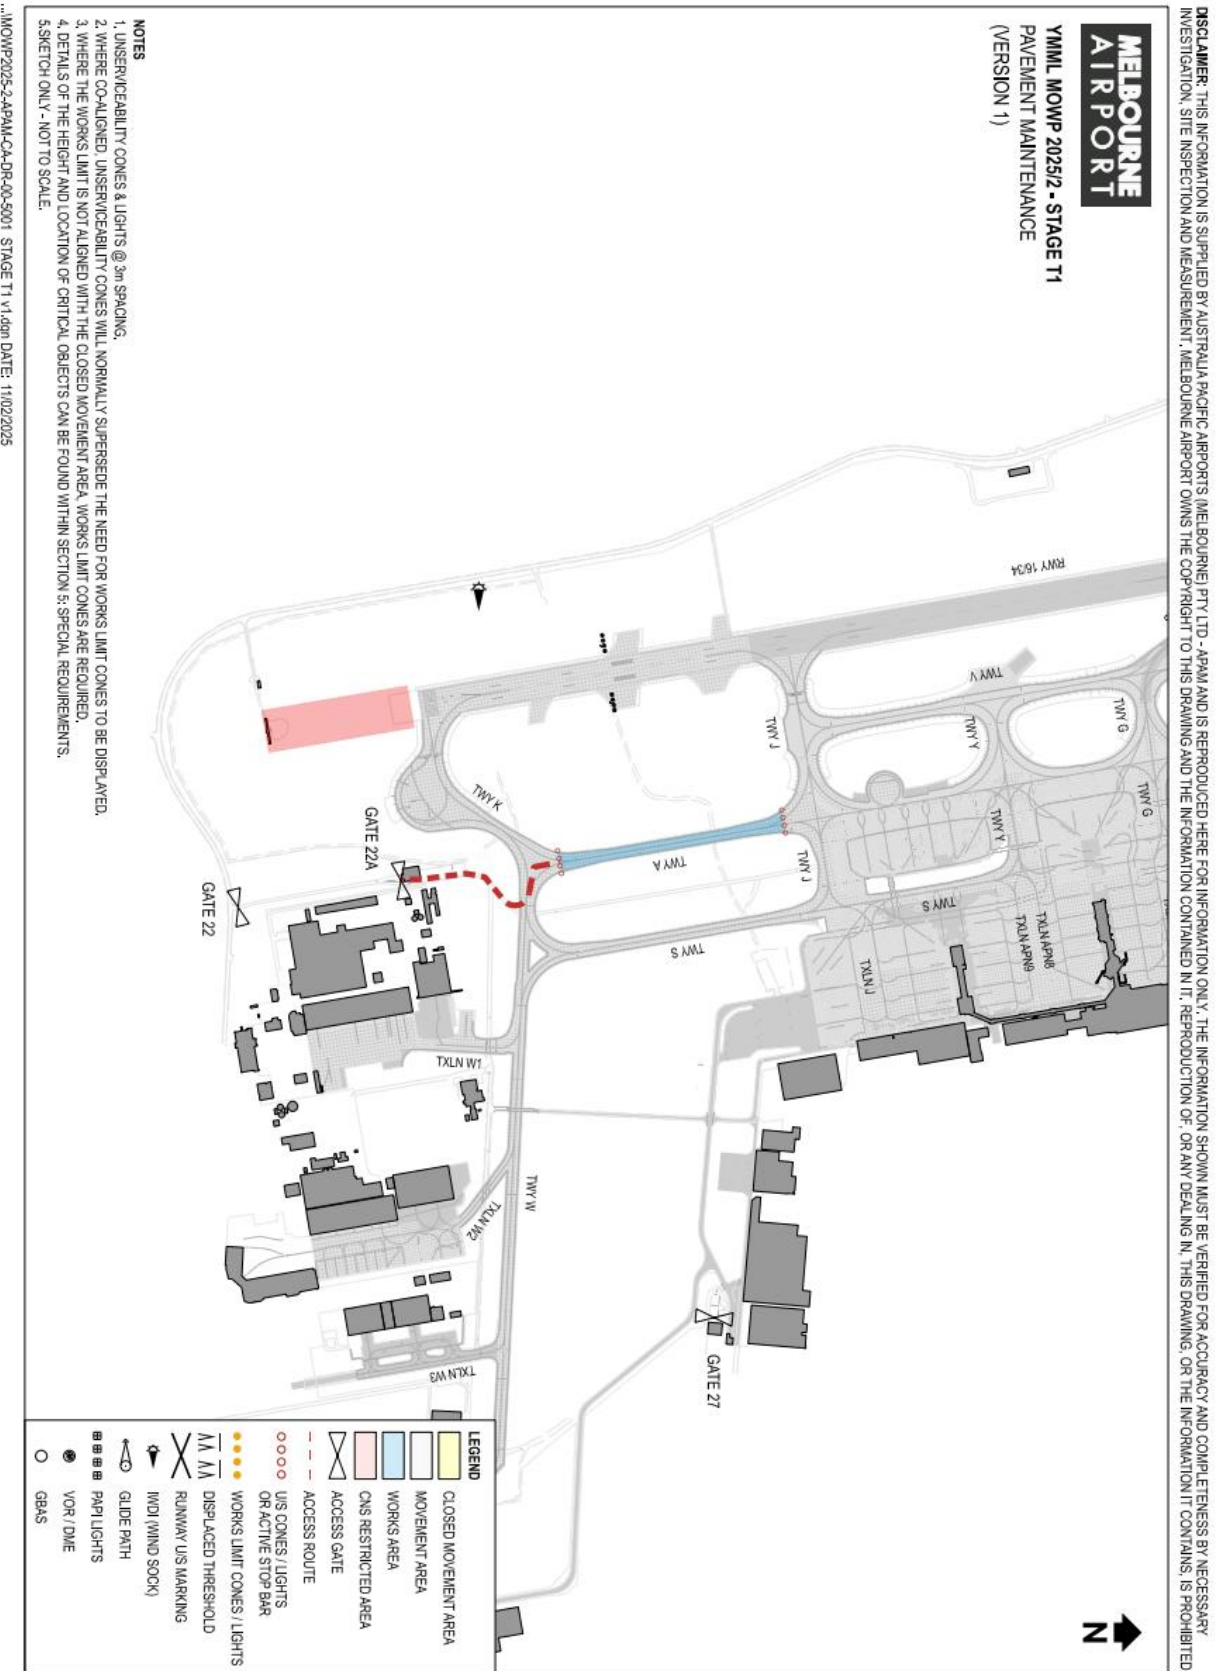 DISCLAIMER: THIS INFORMATION IS SUPPLIED BY AUSTRALIA PACIFIC AIRPORTS (MELBOURNE) PTY LTD - APAM AND IS REPRODUCED HERE FOR INFORMATION ONLY. THE INFORMATION SHOWN MUST BE VERIFIED FOR ACCURACY AND COMPLETENESS BY NECESSARY
INVESTIGATION, SITE INSPECTION AND MEASUREMENT. MELBOURNE AIRPORT OWNS THE COPYRIGHT TO THIS DRAWING AND THE INFORMATION CONTAINED IN IT. REPRODUCTION OF, OR ANY DEALING IN, THIS DRAWING, OR THE INFORMATION IT CONTAINS, IS PROHIBITED
MELBOURNE
AIRPORT
YMML MOWP 2025/2 - STAGE T1
PAVEMENT MAINTENANCE
(VERSION 1)
RWY 16/34
TWY V
TWY G
TWY J
TWY Y
TWY G
TWY Y
TWY K
TWY A
TWY J
TWY S
TXLN APN8
TXLN APN9
TWY S
TXLN J
GATE 22A
GATE 22
TXLN W1
TWY W
TXLN W2
TXLN W3
GATE 27
N
NOTES
1. UNSERVICEABILITY CONES & LIGHTS @ 3m SPACING.
2. WHERE CO-ALIGNED, UNSERVICEABILITY CONES WILL NORMALLY SUPERSEDE THE NEED FOR WORKS LIMIT CONES TO BE DISPLAYED.
3. WHERE THE WORKS LIMIT IS NOT ALIGNED WITH THE CLOSED MOVEMENT AREA, WORKS LIMIT CONES ARE REQUIRED.
4. DETAILS OF THE HEIGHT AND LOCATION OF CRITICAL OBJECTS CAN BE FOUND WITHIN SECTION 5: SPECIAL REQUIREMENTS.
5.SKETCH ONLY - NOT TO SCALE.
LEGEND
CLOSED MOVEMENT AREA
MOVEMENT AREA
WORKS AREA
CNS RESTRICTED AREA
ACCESS GATE
ACCESS ROUTE
U/S CONES / LIGHTS
OR ACTIVE STOP BAR
WORKS LIMIT CONES / LIGHTS
DISPLACED THRESHOLD
RUNWAY U/S MARKING
IWDI (WIND SOCK)
GLIDE PATH
PAPI LIGHTS
VOR / DME
GBAS
...\MOWP2025-2-APAM-CA-DR-00-5001 STAGE T1 v1.dgn DATE: 11/02/2025